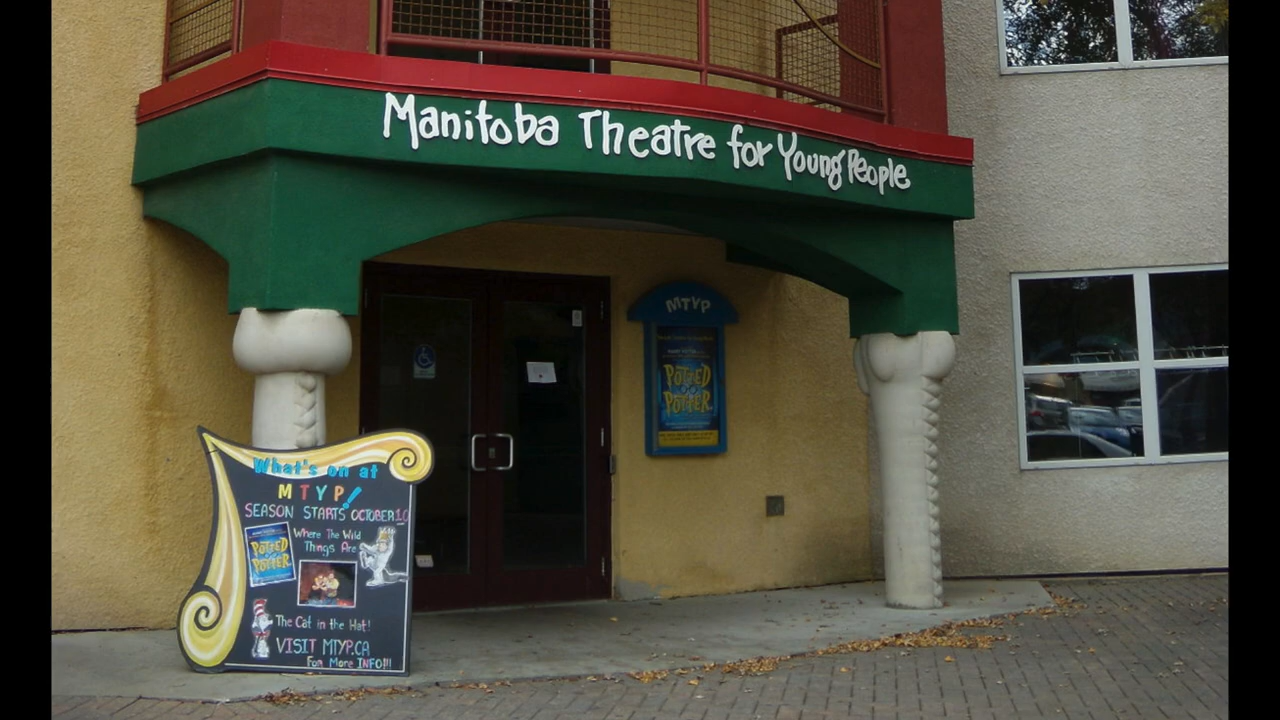 Manitoba Theatre for Young People
MTYP
POTTED
POTTER
What's on at
MTYP!
SEASON STARTS OCTOBER 10
POTTED
POTTER
Where The Wild
Things Are
The Cat in the Hat!
VISIT MTYP.CA
For More INFO!!!